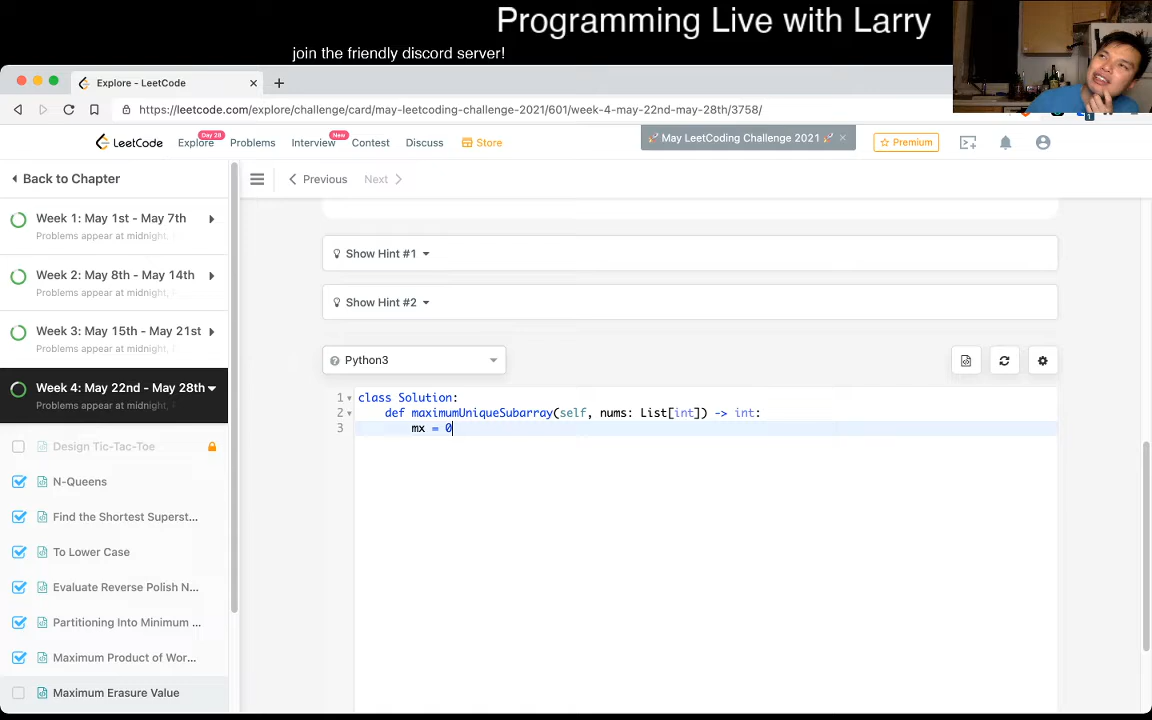 Programming Live with Larry
join the friendly discord server!
Explore - LeetCode
https://leetcode.com/explore/challenge/card/may-leetcoding-challenge-2021/601/week-4-may-22nd-may-28th/3758/
LeetCode
Explore
Day 28
Problems
Interview
New
Contest
Discuss
Store
May LeetCoding Challenge 2021
Premium
Back to Chapter
Previous
Next
Week 1: May 1st - May 7th
Problems appear at midnight,
Week 2: May 8th - May 14th
Problems appear at midnight,
Week 3: May 15th - May 21st
Problems appear at midnight,
Week 4: May 22nd - May 28th
Problems appear at midnight,
Design Tic-Tac-Toe
N-Queens
Find the Shortest Superst...
To Lower Case
Evaluate Reverse Polish N...
Partitioning Into Minimum ...
Maximum Product of Wor...
Maximum Erasure Value
Show Hint #1
Show Hint #2
Python3
1 class Solution:
2 def maximumUniqueSubarray(self, nums: List[int]) -> int:
3 mx = 0
1